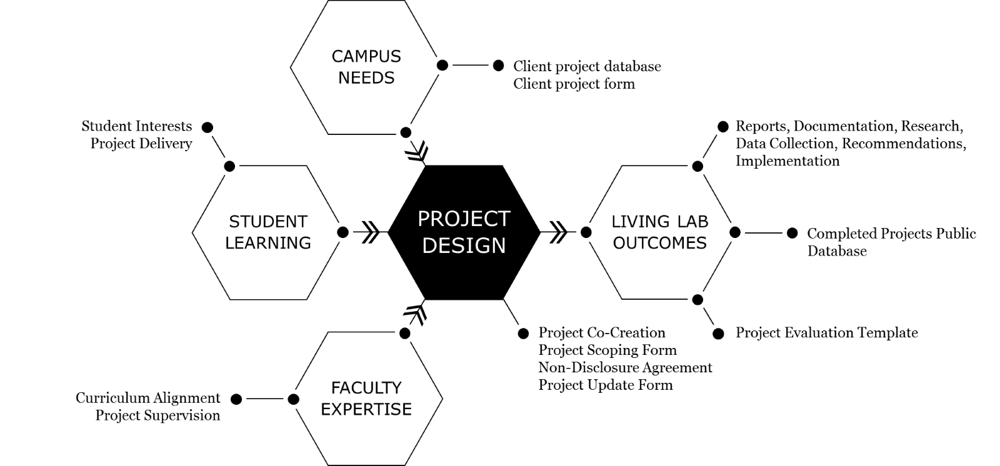 CAMPUS
NEEDS
Client project database
Client project form
Student Interests
Project Delivery
STUDENT
LEARNING
PROJECT
DESIGN
LIVING LAB
OUTCOMES
Reports, Documentation, Research,
Data Collection, Recommendations,
Implementation
Completed Projects Public
Database
Project Evaluation Template
Project Co-Creation
Project Scoping Form
Non-Disclosure Agreement
Project Update Form
FACULTY
EXPERTISE
Curriculum Alignment
Project Supervision